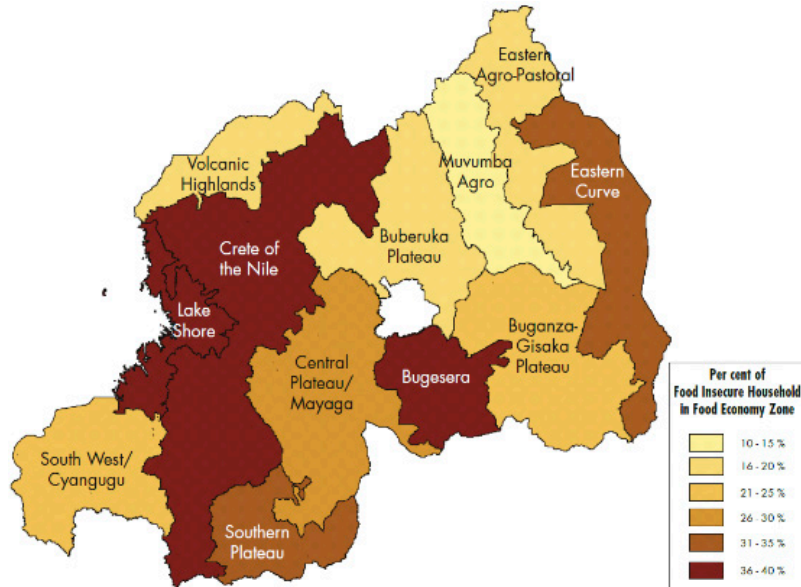 Eastern
Agro-Pastoral
Volcanic
Highlands
Muvumba
Agro
Eastern
Curve
Buberuka
Plateau
Crete of
the Nile
Lake
Shore
Buganza-
Gisaka
Plateau
Central
Plateau/
Mayaga
Bugesera
South West/
Cyangugu
Southern
Plateau
Per cent of
Food Insecure Household
in Food Economy Zone
10 - 15 %
16 - 20 %
21 - 25 %
26 - 30 %
31 - 35 %
36 - 40 %